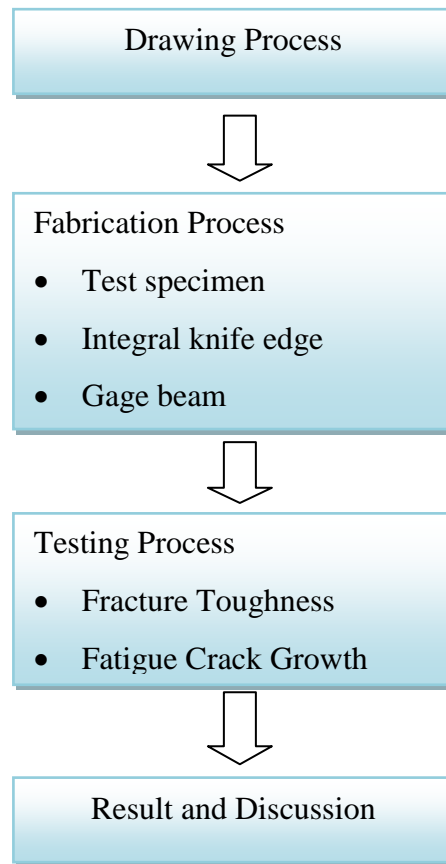 Drawing Process
Fabrication Process
• Test specimen
• Integral knife edge
• Gage beam
Testing Process
• Fracture Toughness
• Fatigue Crack Growth
Result and Discussion